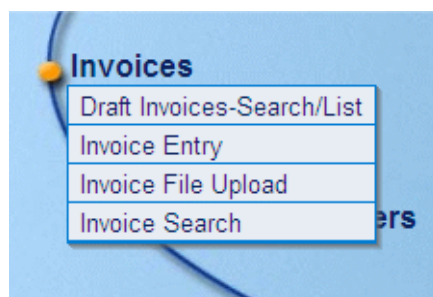 Invoices
Draft Invoices-Search/List
Invoice Entry
Invoice File Upload
Invoice Search